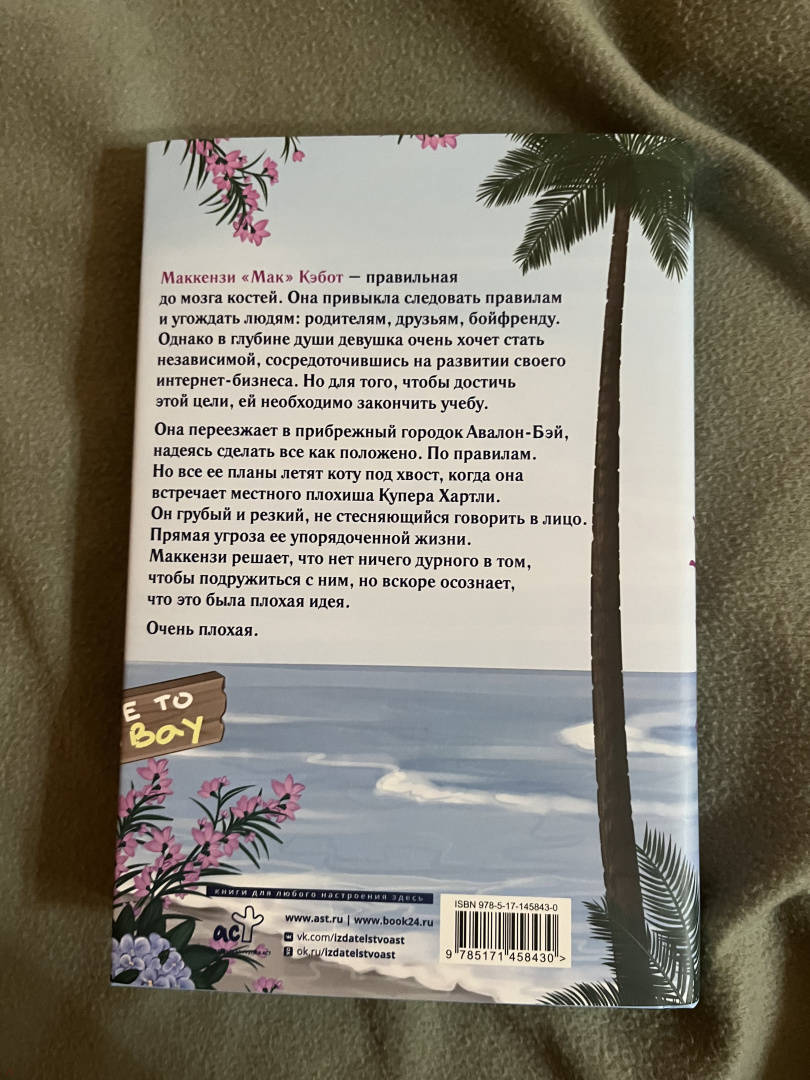 Маккензи «Мак» Кэбот — правильная
до мозга костей. Она привыкла следовать правилам
и угождать людям: родителям, друзьям, бойфренду.
Однако в глубине души девушка очень хочет стать
независимой, сосредоточившись на развитии своего
интернет-бизнеса. Но для того, чтобы достичь
этой цели, ей необходимо закончить учебу.
Она переезжает в прибрежный городок Авалон-Бэй,
надеясь сделать все как положено. По правилам.
Но все ее планы летят коту под хвост, когда она
встречает местного плохиша Купера Хартли.
Он грубый и резкий, не стесняющийся говорить в лицо.
Прямая угроза ее упорядоченной жизни.
Маккензи решает, что нет ничего дурного в том,
чтобы подружиться с ним, но вскоре осознает,
что это была плохая идея.
Очень плохая.
E TO
BAY
книги для любого настроения здесь
аст
www.ast.ru | www.book24.ru
vk.com/izdatelstvoast
ok.ru/izdatelstvoast
ISBN 978-5-17-145843-0
9 785171 458430>